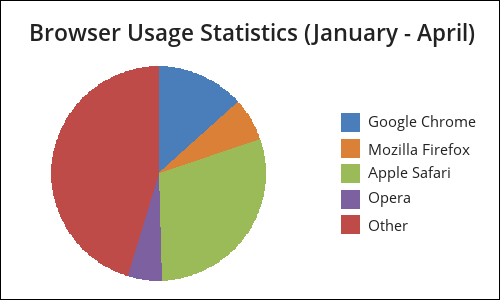 Browser Usage Statistics (January - April)
Google Chrome
Mozilla Firefox
Apple Safari
Opera
Other